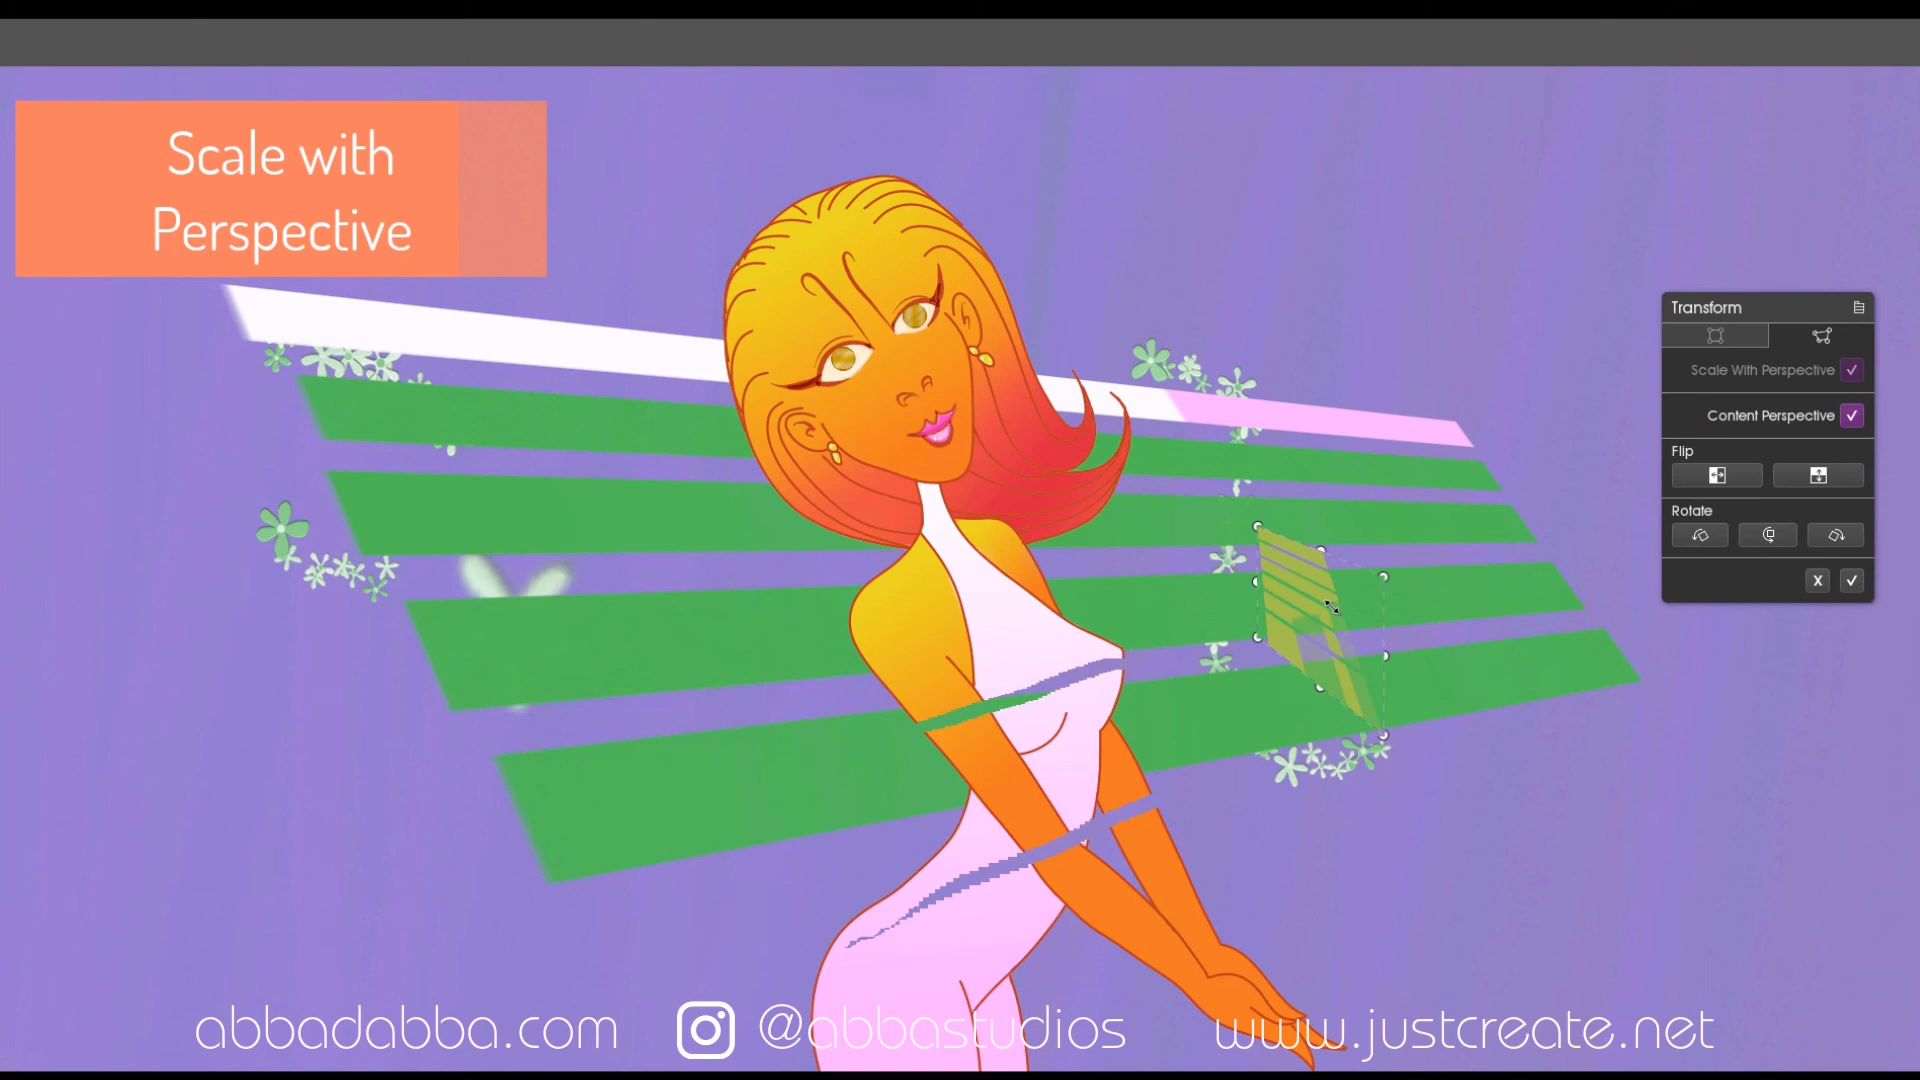 Scale with
Perspective
Transform
Scale With Perspective
Content Perspective
Flip
Rotate
X
abbadabba.com
@abbastudios
www.justcreate.net